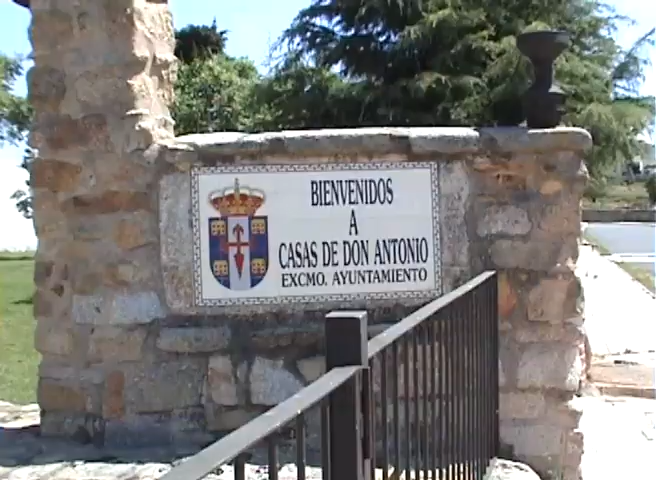 BIENVENIDOS
A
CASAS DE DON ANTONIO
EXCMO. AYUNTAMIENTO